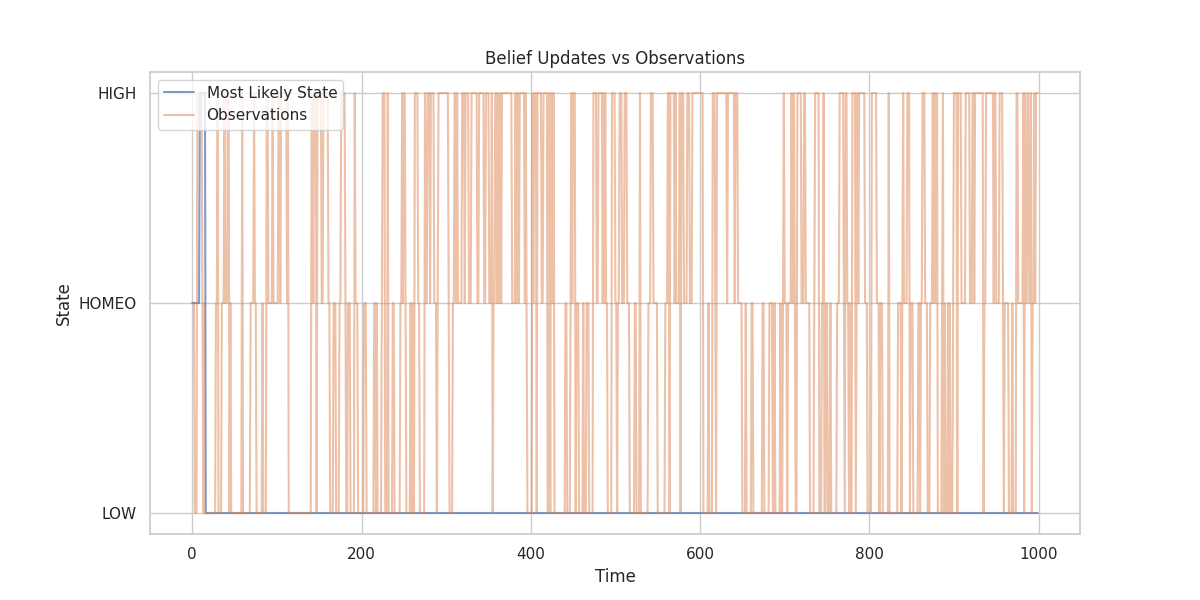 Belief Updates vs Observations
HIGH
Most Likely State
Observations
State
HOMEO
LOW
0 200 400 600 800 1000
Time